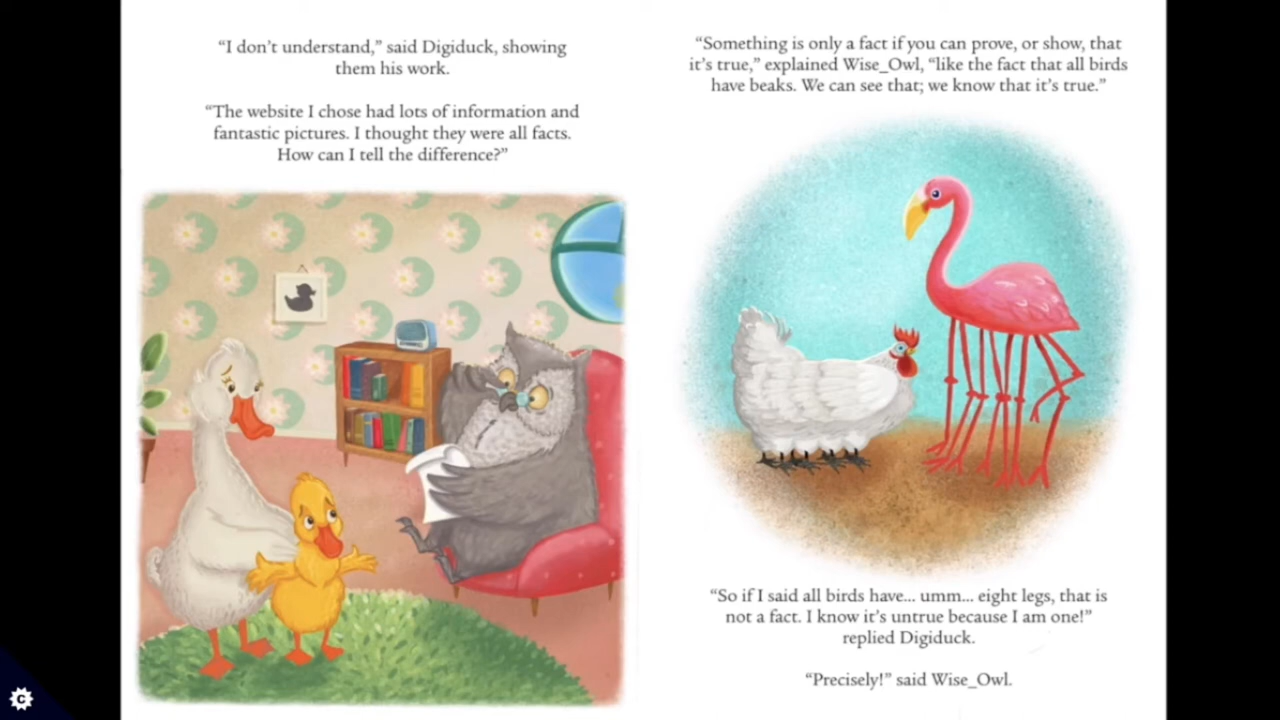 “I don’t understand,” said Digiduck, showing
them his work.
“The website I chose had lots of information and
fantastic pictures. I thought they were all facts.
How can I tell the difference?”
“Something is only a fact if you can prove, or show, that
it’s true,” explained Wise_Owl, “like the fact that all birds
have beaks. We can see that; we know that it’s true.”
“So if I said all birds have... umm... eight legs, that is
not a fact. I know it’s untrue because I am one!”
replied Digiduck.
“Precisely!” said Wise_Owl.
C